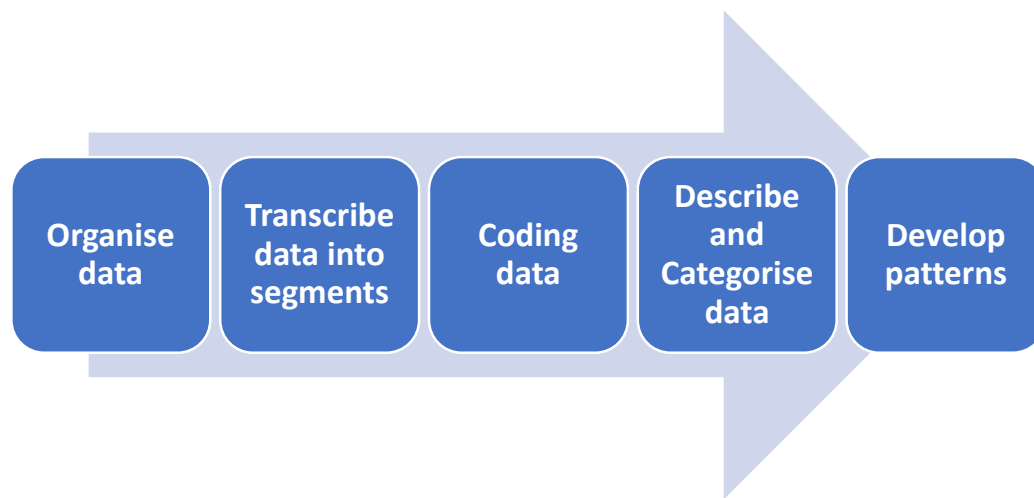 Organise
data
Transcribe
data into
segments
Coding
data
Describe
and
Categorise
data
Develop
patterns